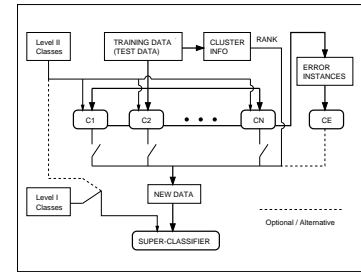 Level II
Classes
TRAINING DATA
(TEST DATA)
CLUSTER
INFO
RANK
ERROR
INSTANCES
C1
C2
CN
CE
NEW DATA
Level I
Classes
Optional / Alternative
SUPER-CLASSIFIER